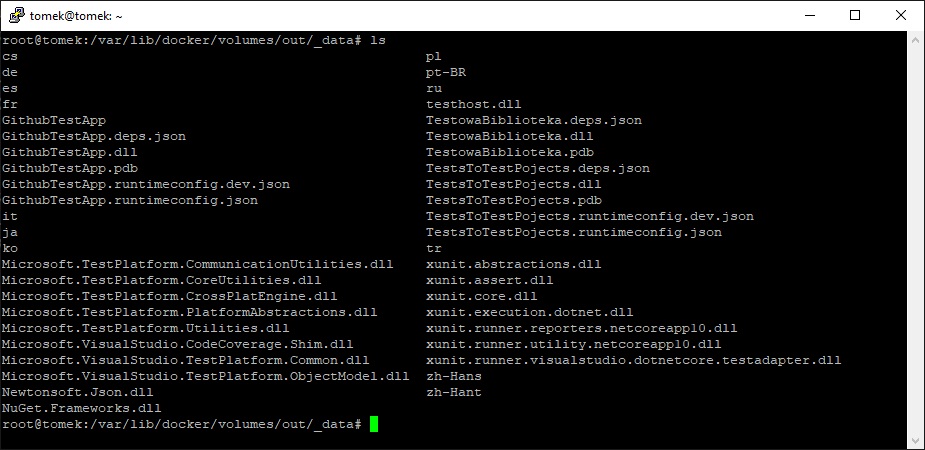 tomek@tomek: ~
root@tomek:/var/lib/docker/volumes/out/_data# ls
cs pl
de pt-BR
es ru
fr testhost.dll
GithubTestApp TestowaBiblioteka.deps.json
GithubTestApp.deps.json TestowaBiblioteka.dll
GithubTestApp.dll TestowaBiblioteka.pdb
GithubTestApp.pdb TestsToTestPojects.deps.json
GithubTestApp.runtimeconfig.dev.json TestsToTestPojects.dll
GithubTestApp.runtimeconfig.json TestsToTestPojects.pdb
it TestsToTestPojects.runtimeconfig.dev.json
ja TestsToTestPojects.runtimeconfig.json
ko tr
Microsoft.TestPlatform.CommunicationUtilities.dll xunit.abstractions.dll
Microsoft.TestPlatform.CoreUtilities.dll xunit.assert.dll
Microsoft.TestPlatform.CrossPlatEngine.dll xunit.core.dll
Microsoft.TestPlatform.PlatformAbstractions.dll xunit.execution.dotnet.dll
Microsoft.TestPlatform.Utilities.dll xunit.runner.reporters.netcoreapp10.dll
Microsoft.VisualStudio.CodeCoverage.Shim.dll xunit.runner.utility.netcoreapp10.dll
Microsoft.VisualStudio.TestPlatform.Common.dll xunit.runner.visualstudio.dotnetcore.testadapter.dll
Microsoft.VisualStudio.TestPlatform.ObjectModel.dll zh-Hans
Newtonsoft.Json.dll zh-Hant
NuGet.Frameworks.dll
root@tomek:/var/lib/docker/volumes/out/_data#